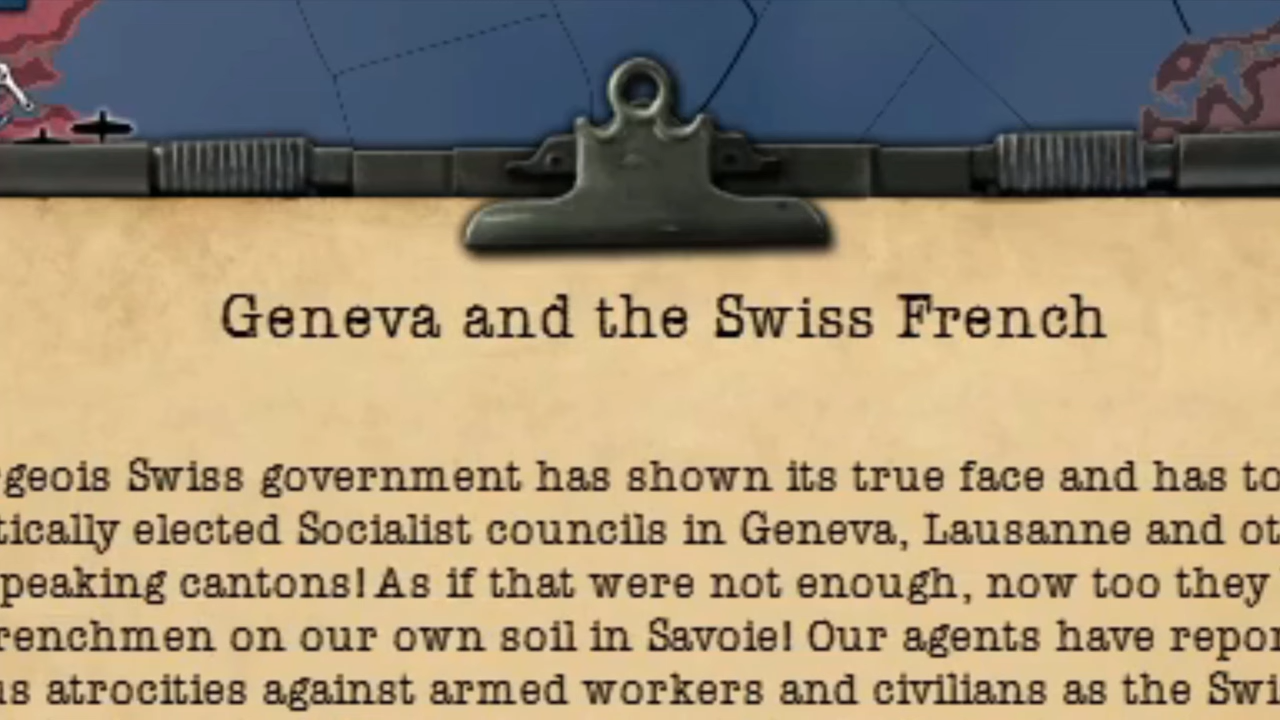 Geneva and the Swiss French
geois Swiss government has shown its true face and has to
tically elected Socialist councils in Geneva, Lausanne and ot
peaking cantons! As if that were not enough, now too they
renchmen on our own soil in Savoie! Our agents have repor
us atrocities against armed workers and civilians as the Swi